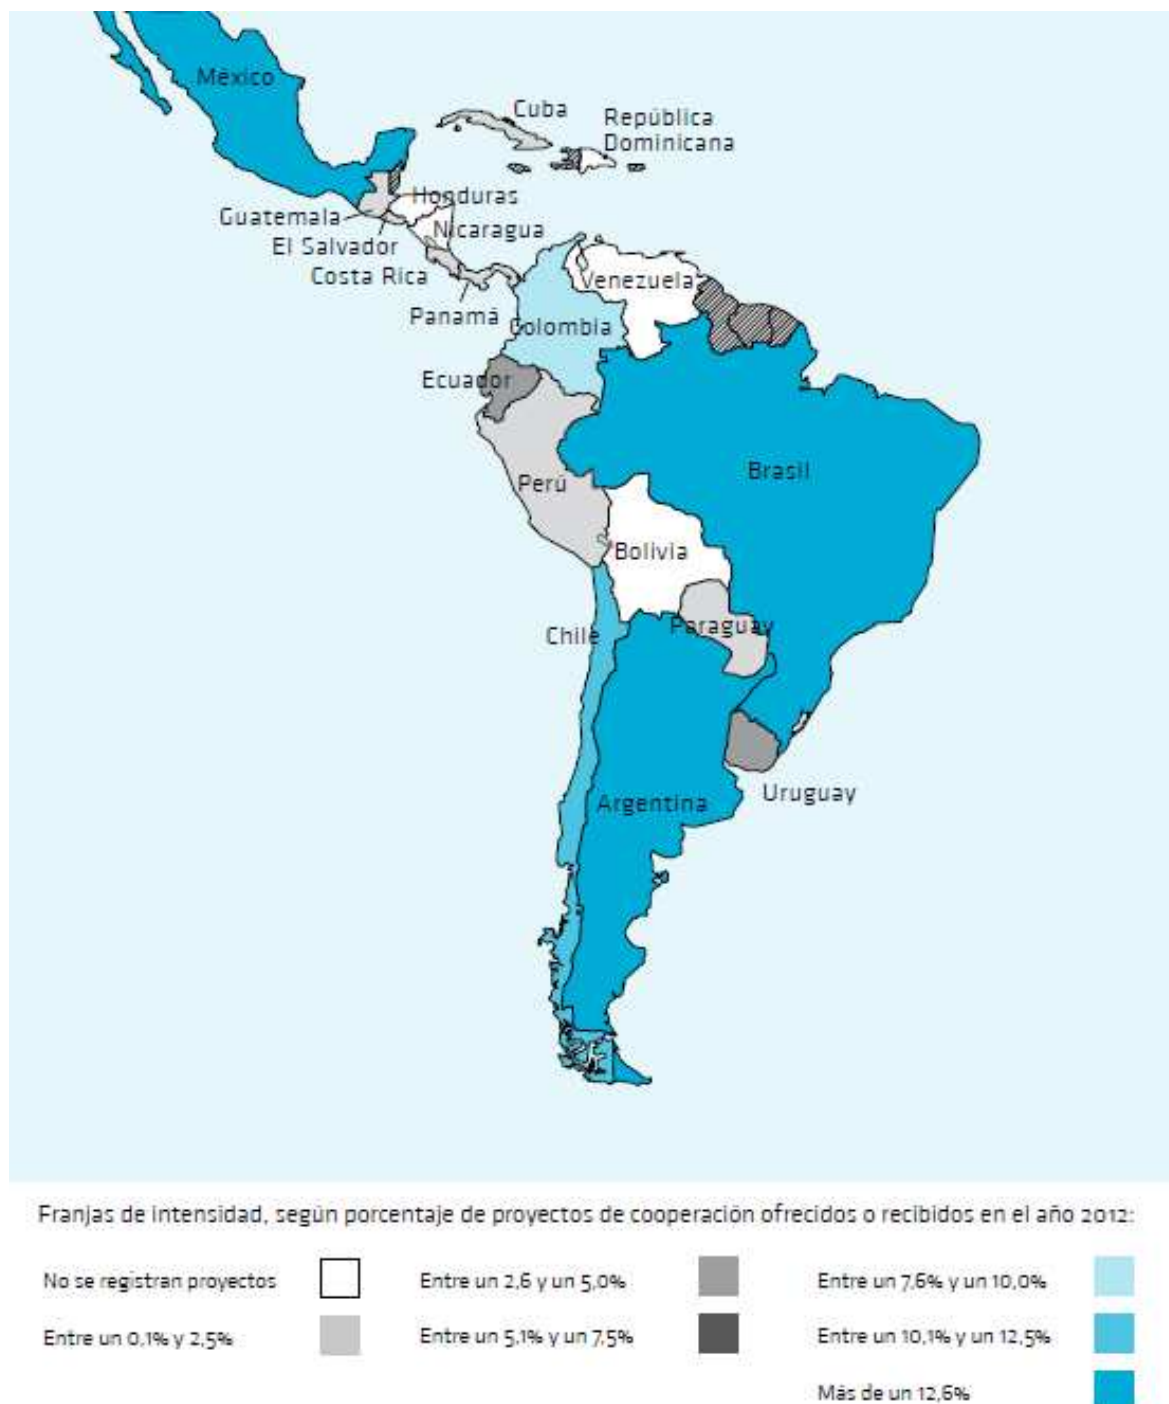 México
Cuba
República
Dominicana
Honduras
Guatemala
Nicaragua
El Salvador
Costa Rica
Venezuela
Panamá
Colombia
Ecuador
Brasil
Perú
Bolivia
Paraguay
Chile
Uruguay
Argentina
Franjas de intensidad, según porcentaje de proyectos de cooperación ofrecidos o recibidos en el año 2012:
No se registran proyectos
Entre un 2,6 y un 5,0%
Entre un 7,6% y un 10,0%
Entre un 0,1% y 2,5%
Entre un 5,1% y un 7,5%
Entre un 10,1% y un 12,5%
Más de un 12,6%